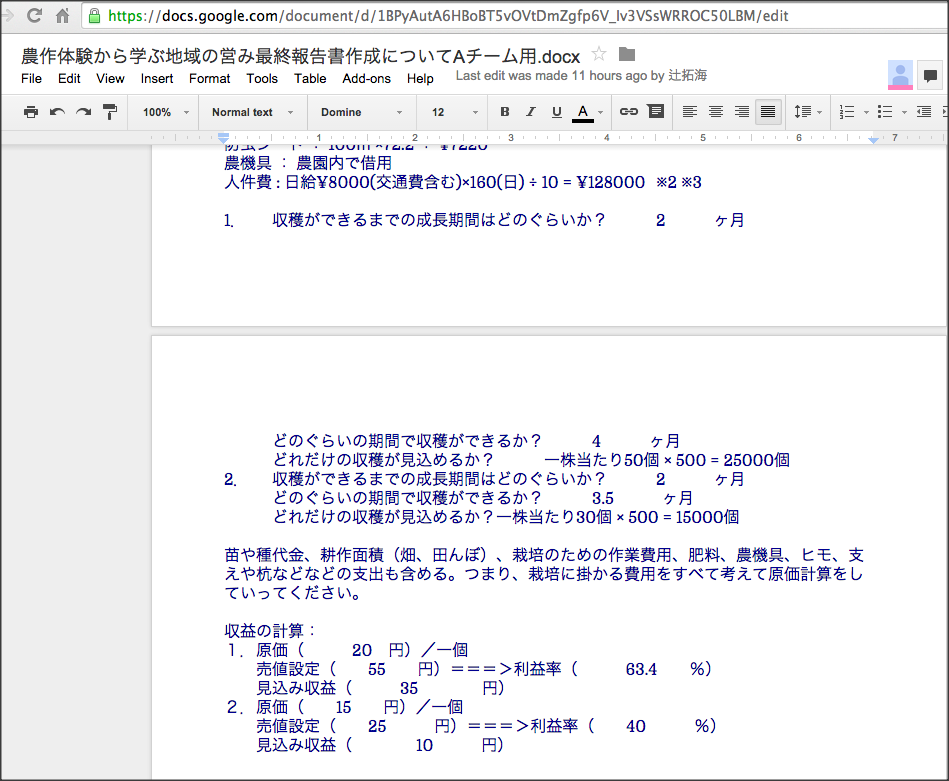 https://docs.google.com/document/d/1BPyAutA6HBoBT5vOVtDmZgfp6V_Iv3VSsWRROC50LBM/edit
農作体験から学ぶ地域の営み最終報告書作成についてAチーム用.docx
File Edit View Insert Format Tools Table Add-ons Help Last edit was made 11 hours ago by 辻拓海
100% Normal text Domine 12 B I U A
1 2 3 4 5 6 7
防虫シート : 100m ×72.2 : ¥7220
農機具 : 農園内で借用
人件費 : 日給¥8000(交通費含む)×160(日) ÷ 10 = ¥128000 ※2 ※3
1. 収穫ができるまでの成長期間はどのぐらいか？ 2 ヶ月
どのぐらいの期間で収穫ができるか？ 4 ヶ月
どれだけの収穫が見込めるか？ 一株当たり50個 × 500 = 25000個
2. 収穫ができるまでの成長期間はどのぐらいか？ 2 ヶ月
どのぐらいの期間で収穫ができるか？ 3.5 ヶ月
どれだけの収穫が見込めるか？一株当たり30個 × 500 = 15000個
苗や種代金、耕作面積（畑、田んぼ）、栽培のための作業費用、肥料、農機具、ヒモ、支
えや杭などなどの支出も含める。つまり、栽培に掛かる費用をすべて考えて原価計算をし
ていってください。
収益の計算：
１．原価（ 20 円）／一個
売値設定（ 55 円）＝＝＝＞利益率（ 63.4 ％）
見込み収益（ 35 円）
２．原価（ 15 円）／一個
売値設定（ 25 円）＝＝＝＞利益率（ 40 ％）
見込み収益（ 10 円）